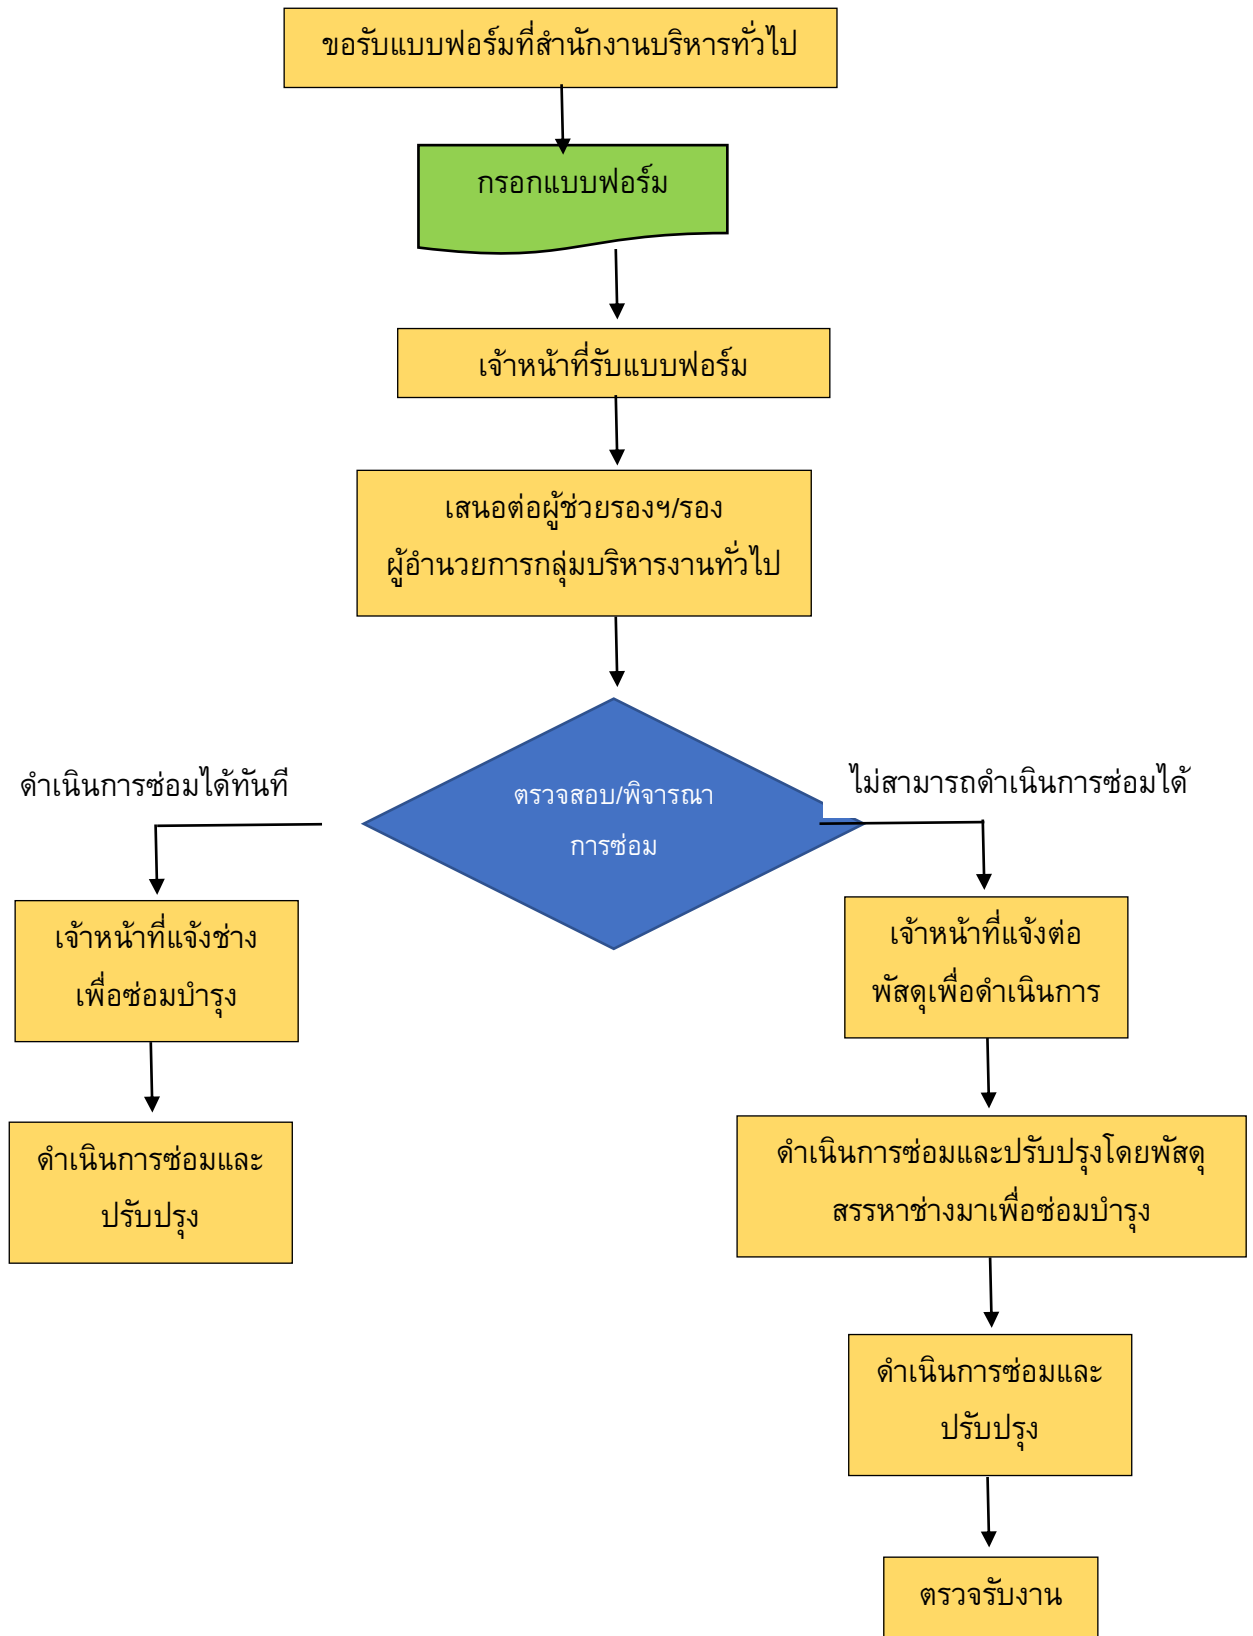 ขอรับแบบฟอร์มที่สำนักงานบริหารทั่วไป
กรอกแบบฟอร์ม
เจ้าหน้าที่รับแบบฟอร์ม
เสนอต่อผู้ช่วยรองฯ/รอง
ผู้อำนวยการกลุ่มบริหารงานทั่วไป
ดำเนินการซ่อมได้ทันที
ตรวจสอบ/พิจารณา
การซ่อม
ไม่สามารถดำเนินการซ่อมได้
เจ้าหน้าที่แจ้งช่าง
เพื่อซ่อมบำรุง
เจ้าหน้าที่แจ้งต่อ
พัสดุเพื่อดำเนินการ
ดำเนินการซ่อมและ
ปรับปรุง
ดำเนินการซ่อมและปรับปรุงโดยพัสดุ
สรรหาช่างมาเพื่อซ่อมบำรุง
ดำเนินการซ่อมและ
ปรับปรุง
ตรวจรับงาน